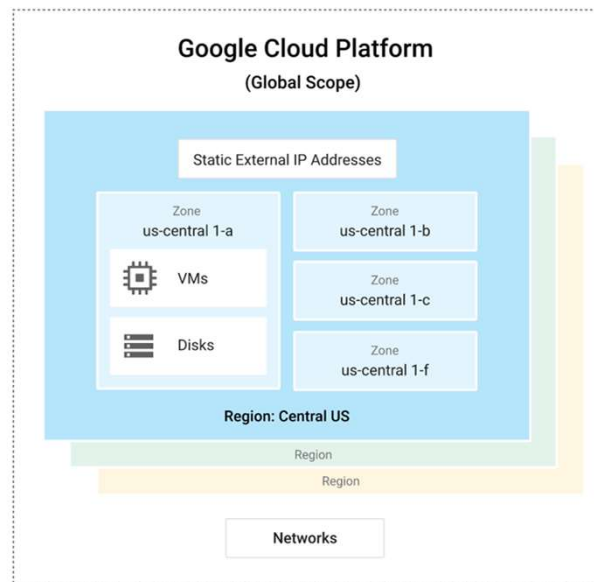 Google Cloud Platform
(Global Scope)
Static External IP Addresses
Zone
us-central 1-a
VMs
Disks
Zone
us-central 1-b
Zone
us-central 1-c
Zone
us-central 1-f
Region: Central US
Region
Region
Networks